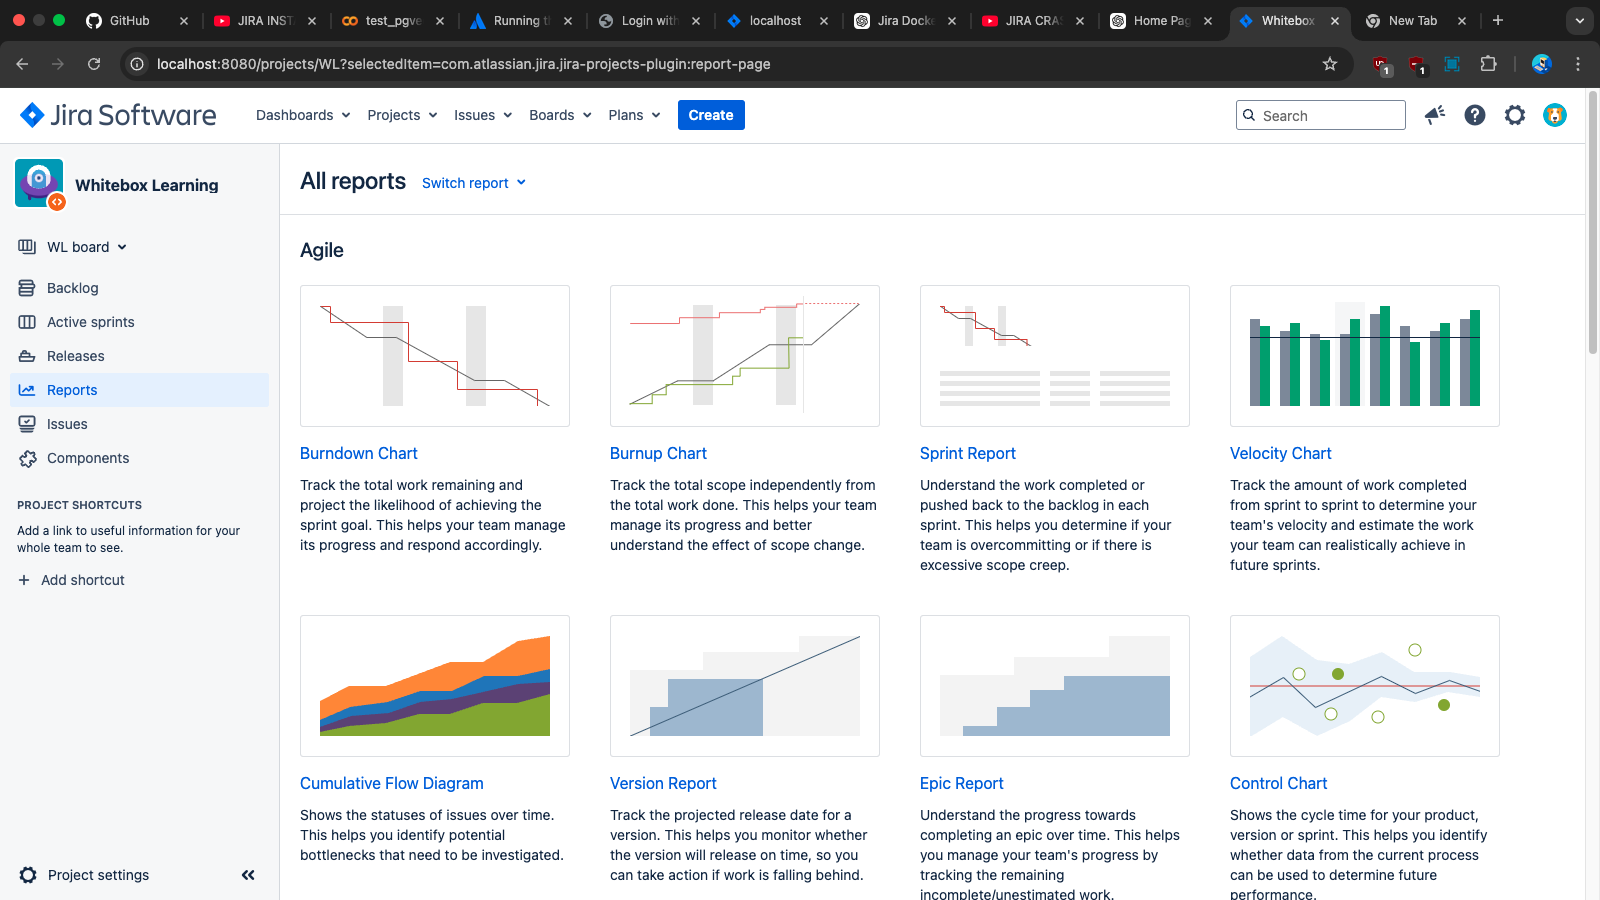 GitHub
JIRA INST
test_pgve
Running t
Login with
localhost
Jira Docke
JIRA CRAS
Home Pag
Whitebox
New Tab
localhost:8080/projects/WL?selectedItem=com.atlassian.jira.jira-projects-plugin:report-page
1
1
Jira Software
Dashboards
Projects
Issues
Boards
Plans
Create
Search
Whitebox Learning
WL board
Backlog
Active sprints
Releases
Reports
Issues
Components
PROJECT SHORTCUTS
Add a link to useful information for your
whole team to see.
Add shortcut
Project settings
All reports
Switch report
Agile
Burndown Chart
Track the total work remaining and
project the likelihood of achieving the
sprint goal. This helps your team manage
its progress and respond accordingly.
Burnup Chart
Track the total scope independently from
the total work done. This helps your team
manage its progress and better
understand the effect of scope change.
Sprint Report
Understand the work completed or
pushed back to the backlog in each
sprint. This helps you determine if your
team is overcommitting or if there is
excessive scope creep.
Velocity Chart
Track the amount of work completed
from sprint to sprint to determine your
team's velocity and estimate the work
your team can realistically achieve in
future sprints.
Cumulative Flow Diagram
Shows the statuses of issues over time.
This helps you identify potential
bottlenecks that need to be investigated.
Version Report
Track the projected release date for a
version. This helps you monitor whether
the version will release on time, so you
can take action if work is falling behind.
Epic Report
Understand the progress towards
completing an epic over time. This helps
you manage your team's progress by
tracking the remaining
incomplete/unestimated work.
Control Chart
Shows the cycle time for your product,
version or sprint. This helps you identify
whether data from the current process
can be used to determine future
performance.